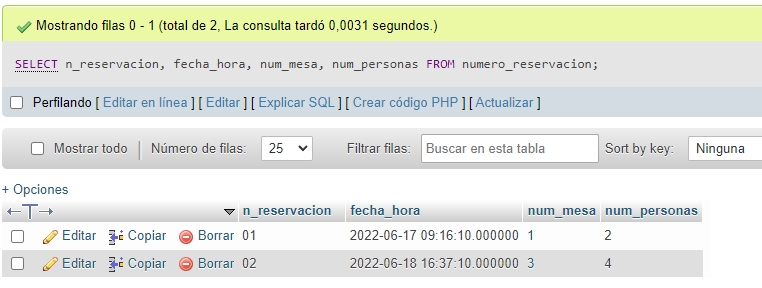 Mostrando filas 0 - 1 (total de 2, La consulta tardó 0,0031 segundos.)
SELECT n_reservacion, fecha_hora, num_mesa, num_personas FROM numero_reservacion;
Perfilando [ Editar en línea ] [ Editar ] [ Explicar SQL ] [ Crear código PHP ] [ Actualizar ]
Mostrar todo Número de filas: 25 Filtrar filas: Buscar en esta tabla Sort by key: Ninguna
+ Opciones
n_reservacion fecha_hora num_mesa num_personas
Editar Copiar Borrar 01 2022-06-17 09:16:10.000000 1 2
Editar Copiar Borrar 02 2022-06-18 16:37:10.000000 3 4